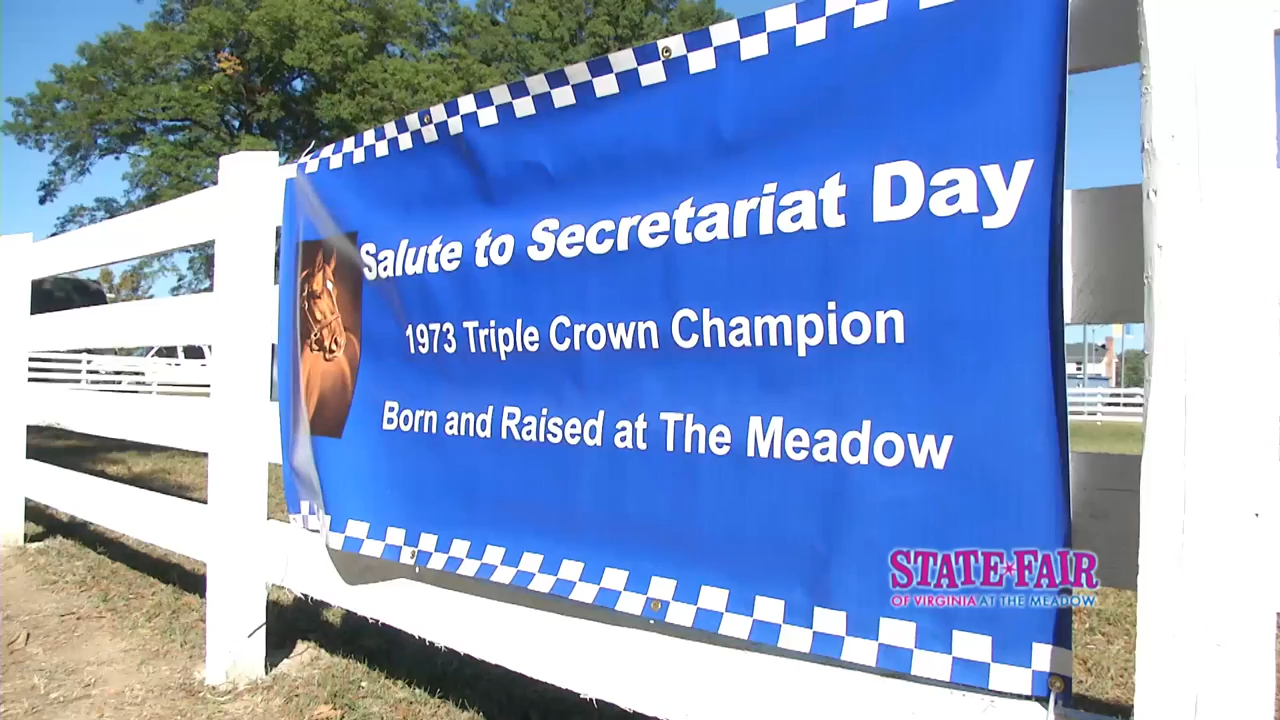 Salute to Secretariat Day
1973 Triple Crown Champion
Born and Raised at The Meadow
STATE FAIR
OF VIRGINIA AT THE MEADOW